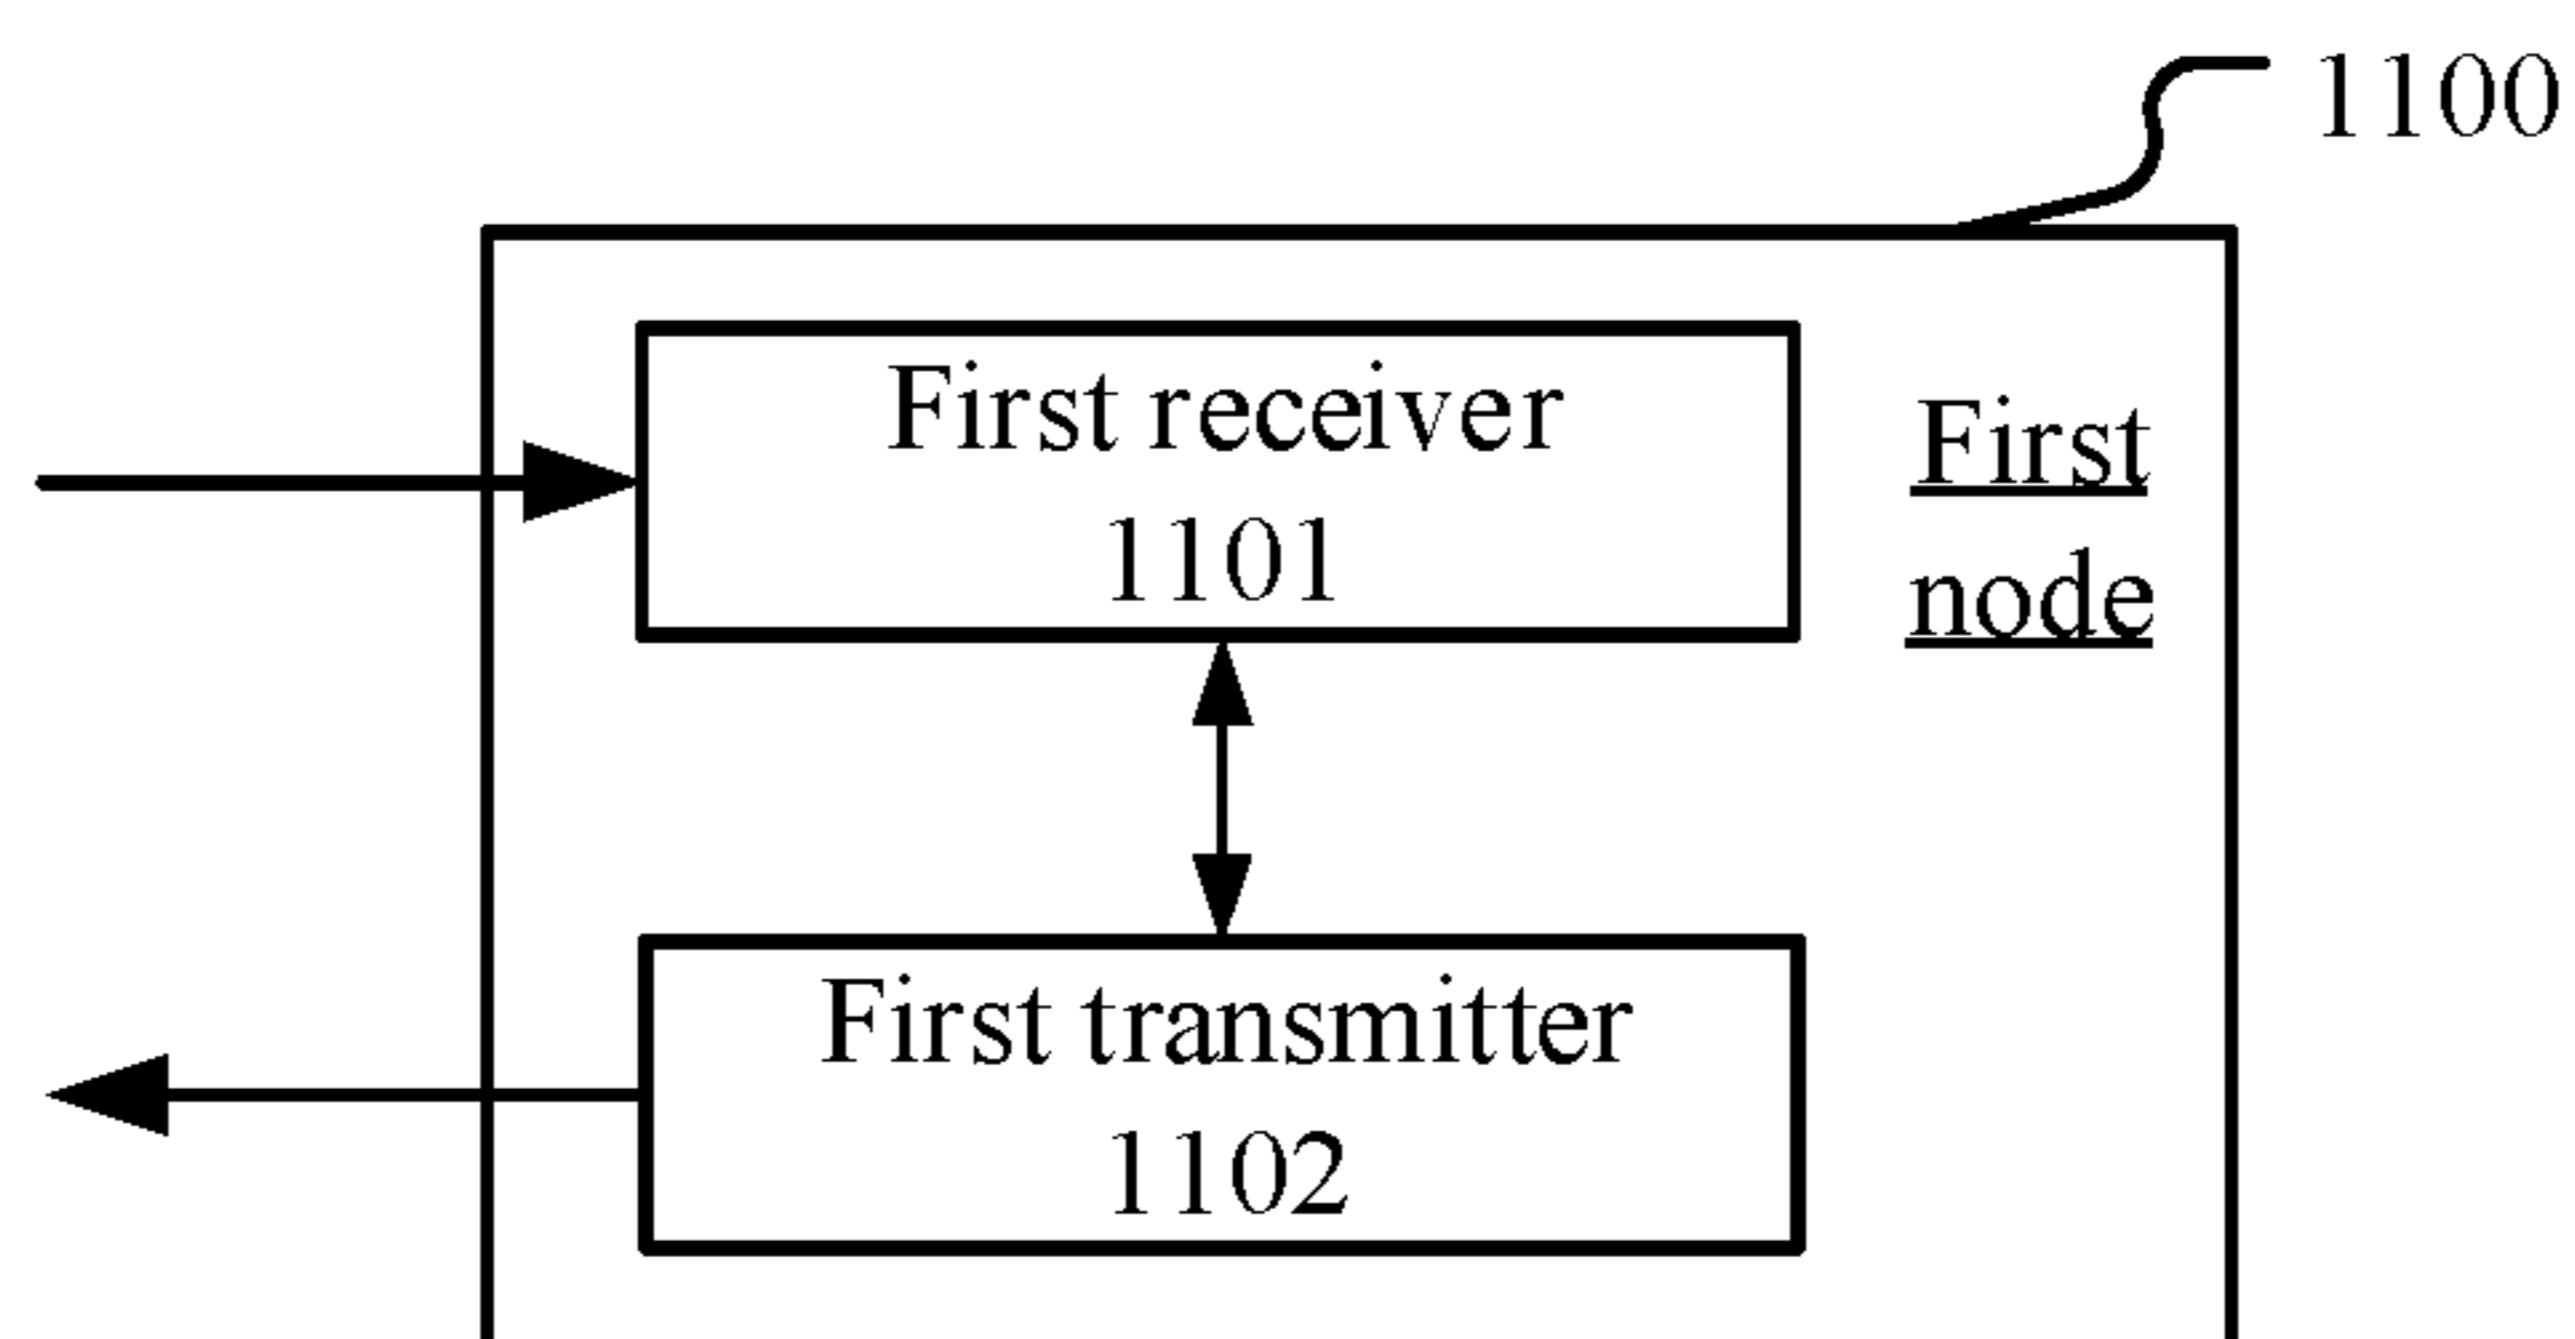 1100
First receiver
1101
First
node
First transmitter
1102